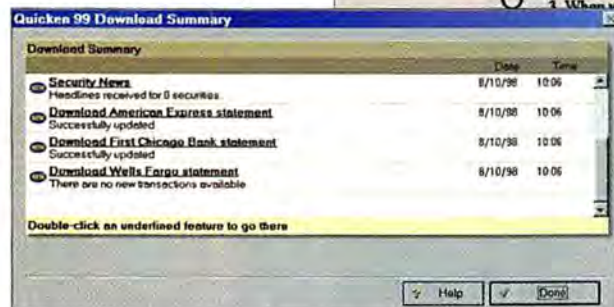 3 When
Quicken 99 Download Summary
Download Summary
Date Time
Security News 8/10/98 10:06
Headlines received for 0 securities.
Download American Express statement 8/10/98 10:06
Successfully updated
Download First Chicago Bank statement 8/10/98 10:06
Successfully updated
Download Wells Fargo statement 8/10/98 10:06
There are no new transactions available
Double-click an underlined feature to go there
Help Done